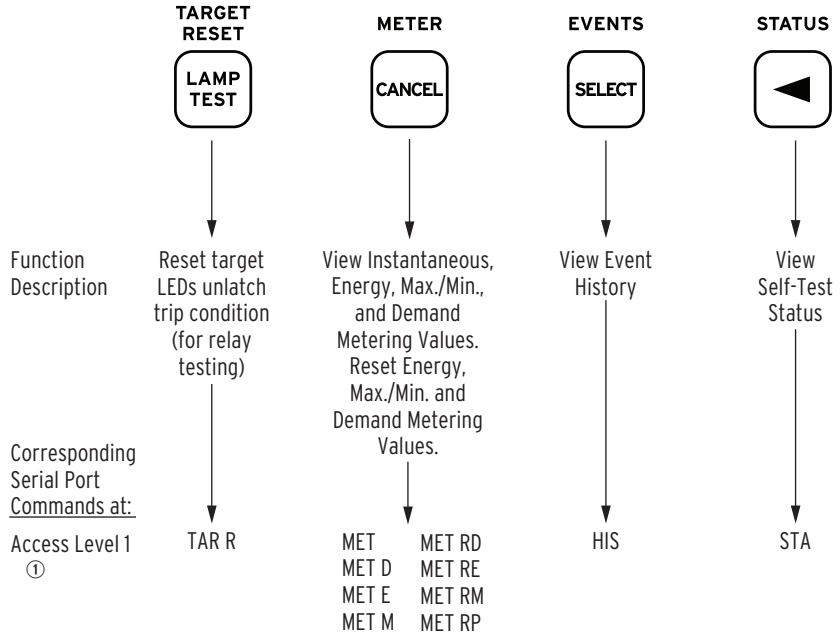 TARGET
RESET
METER
EVENTS
STATUS
LAMP
TEST
CANCEL
SELECT
Function
Description
Reset target
LEDs unlatch
trip condition
(for relay
testing)
View Instantaneous,
Energy, Max./Min.,
and Demand
Metering Values.
Reset Energy,
Max./Min. and
Demand Metering
Values.
View Event
History
View
Self-Test
Status
Corresponding
Serial Port
Commands at:
Access Level 1
①
TAR R
MET MET RD
MET D MET RE
MET E MET RM
MET M MET RP
HIS
STA